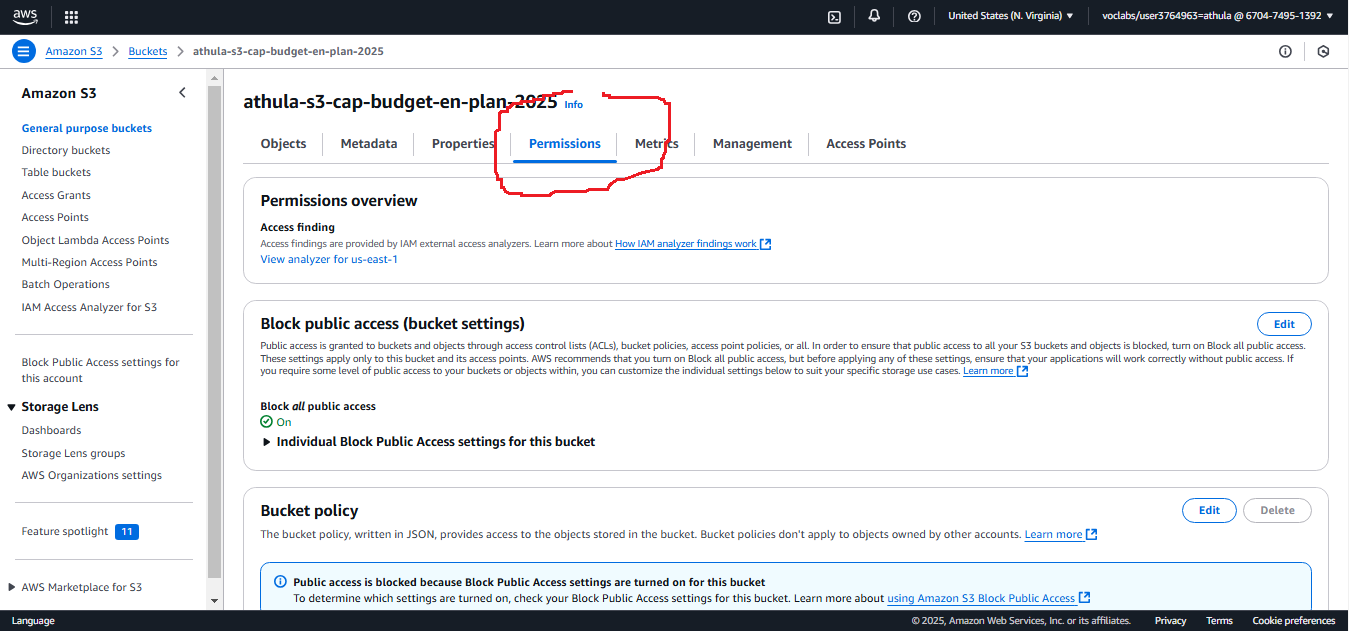 aws
United States (N. Virginia) ▼
voclabs/user3764963=athula @ 6704-7495-1392 ▼
Amazon S3 > Buckets > athula-s3-cap-budget-en-plan-2025
Amazon S3
General purpose buckets
Directory buckets
Table buckets
Access Grants
Access Points
Object Lambda Access Points
Multi-Region Access Points
Batch Operations
IAM Access Analyzer for S3
Block Public Access settings for
this account
Storage Lens
Dashboards
Storage Lens groups
AWS Organizations settings
Feature spotlight 11
AWS Marketplace for S3
athula-s3-cap-budget-en-plan-2025 Info
Objects Metadata Properties Permissions Metrics Management Access Points
Permissions overview
Access finding
Access findings are provided by IAM external access analyzers. Learn more about How IAM analyzer findings work
View analyzer for us-east-1
Block public access (bucket settings) Edit
Public access is granted to buckets and objects through access control lists (ACLs), bucket policies, access point policies, or all. In order to ensure that public access to all your S3 buckets and objects is blocked, turn on Block all public access.
These settings apply only to this bucket and its access points. AWS recommends that you turn on Block all public access, but before applying any of these settings, ensure that your applications will work correctly without public access. If
you require some level of public access to your buckets or objects within, you can customize the individual settings below to suit your specific storage use cases. Learn more
Block all public access
On
Individual Block Public Access settings for this bucket
Bucket policy Edit Delete
The bucket policy, written in JSON, provides access to the objects stored in the bucket. Bucket policies don't apply to objects owned by other accounts. Learn more
Public access is blocked because Block Public Access settings are turned on for this bucket
To determine which settings are turned on, check your Block Public Access settings for this bucket. Learn more about using Amazon S3 Block Public Access
Language
© 2025, Amazon Web Services, Inc. or its affiliates. Privacy Terms Cookie preferences